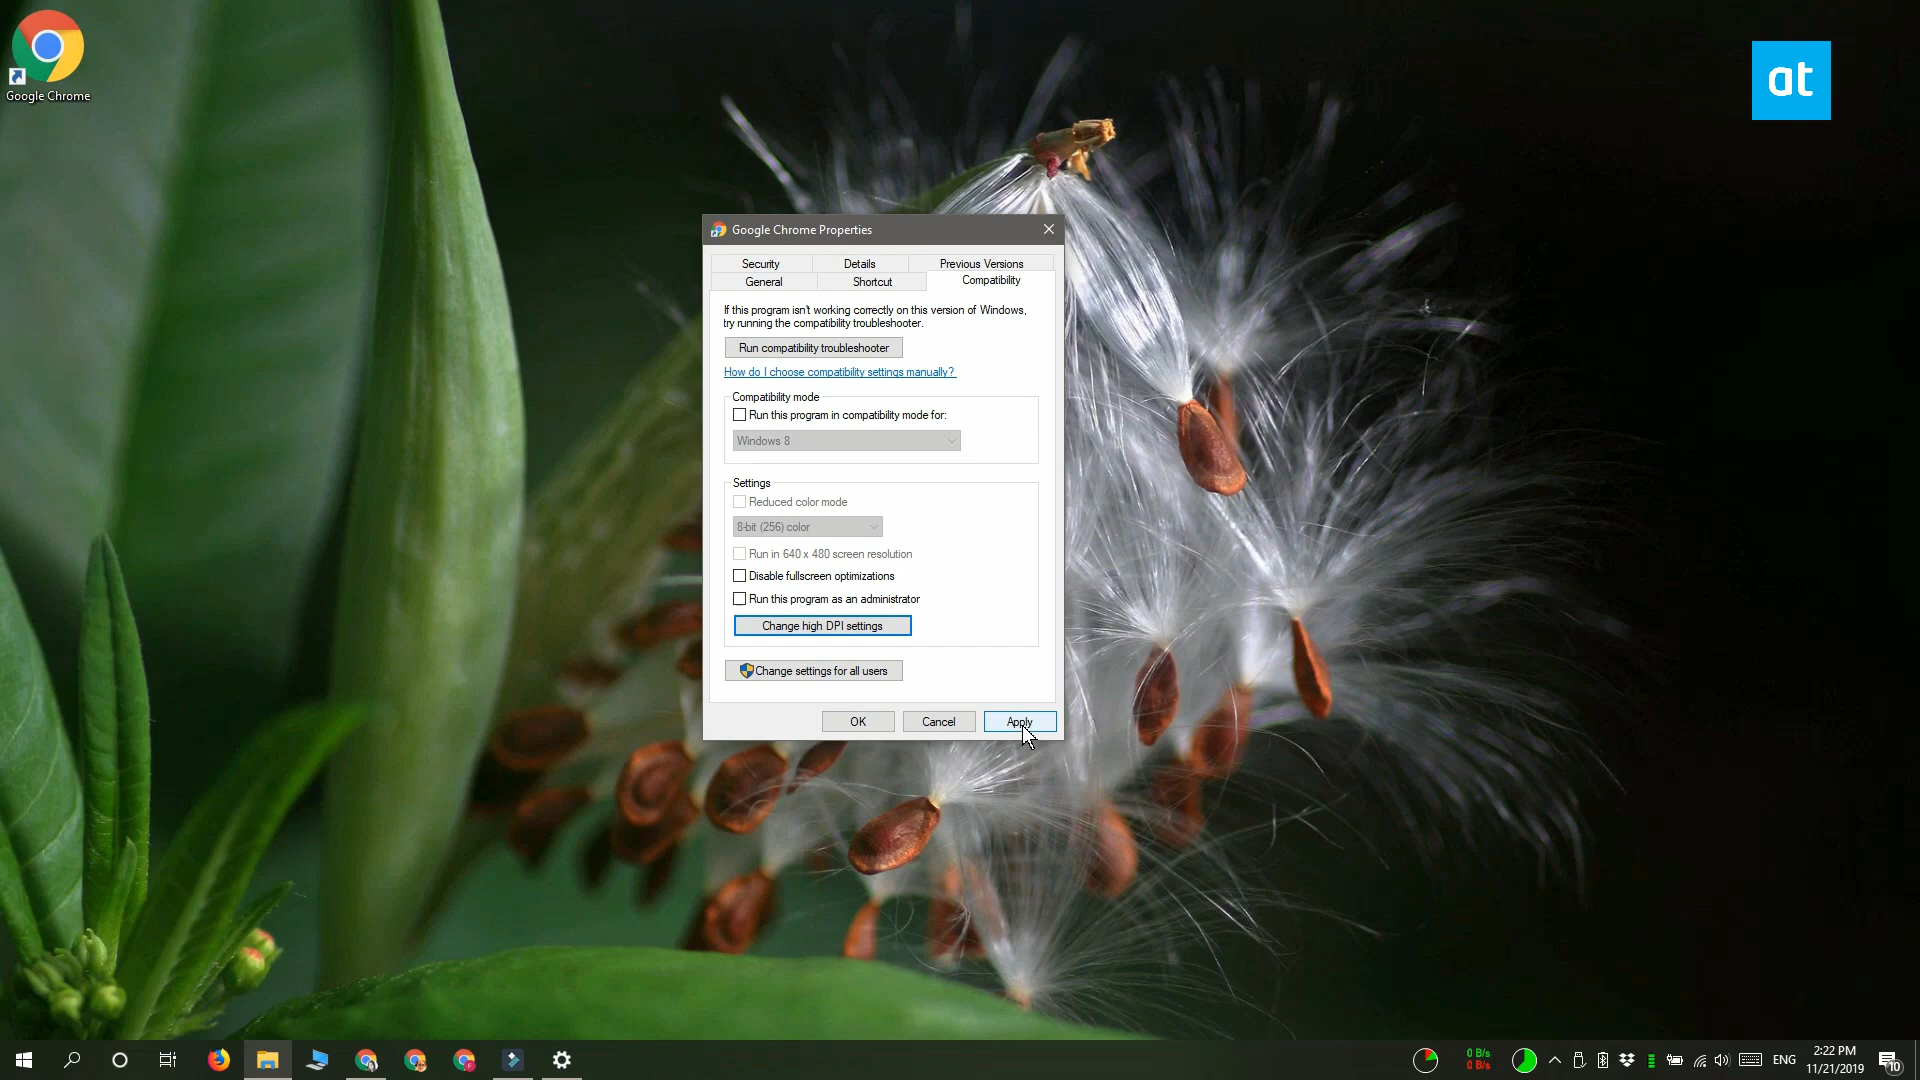 Google Chrome
at
Google Chrome Properties
Security
Details
Previous Versions
General
Shortcut
Compatibility
If this program isn't working correctly on this version of Windows,
try running the compatibility troubleshooter.
Run compatibility troubleshooter
How do I choose compatibility settings manually?
Compatibility mode
Run this program in compatibility mode for:
Windows 8
Settings
Reduced color mode
8-bit (256) color
Run in 640 x 480 screen resolution
Disable fullscreen optimizations
Run this program as an administrator
Change high DPI settings
Change settings for all users
OK
Cancel
Apply
0 B/s
0 B/s
ENG
2:22 PM
11/21/2019
10